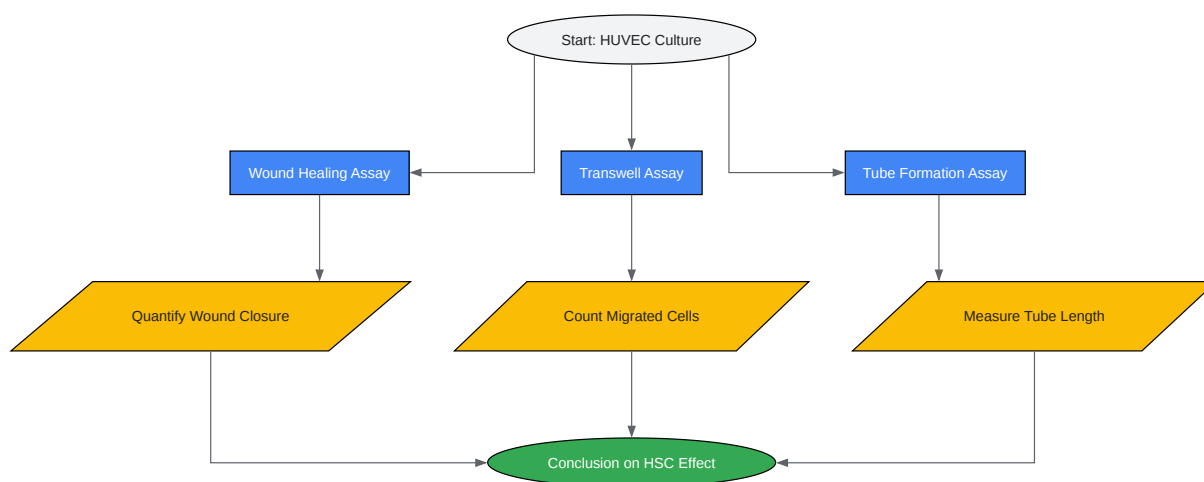 Start: HUVEC Culture
Wound Healing Assay
Transwell Assay
Tube Formation Assay
Quantify Wound Closure
Count Migrated Cells
Measure Tube Length
Conclusion on HSC Effect